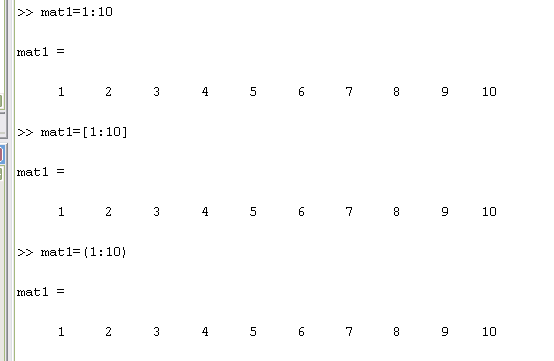 >> mat1=1:10
mat1 =
1 2 3 4 5 6 7 8 9 10
>> mat1=[1:10]
mat1 =
1 2 3 4 5 6 7 8 9 10
>> mat1=(1:10)
mat1 =
1 2 3 4 5 6 7 8 9 10